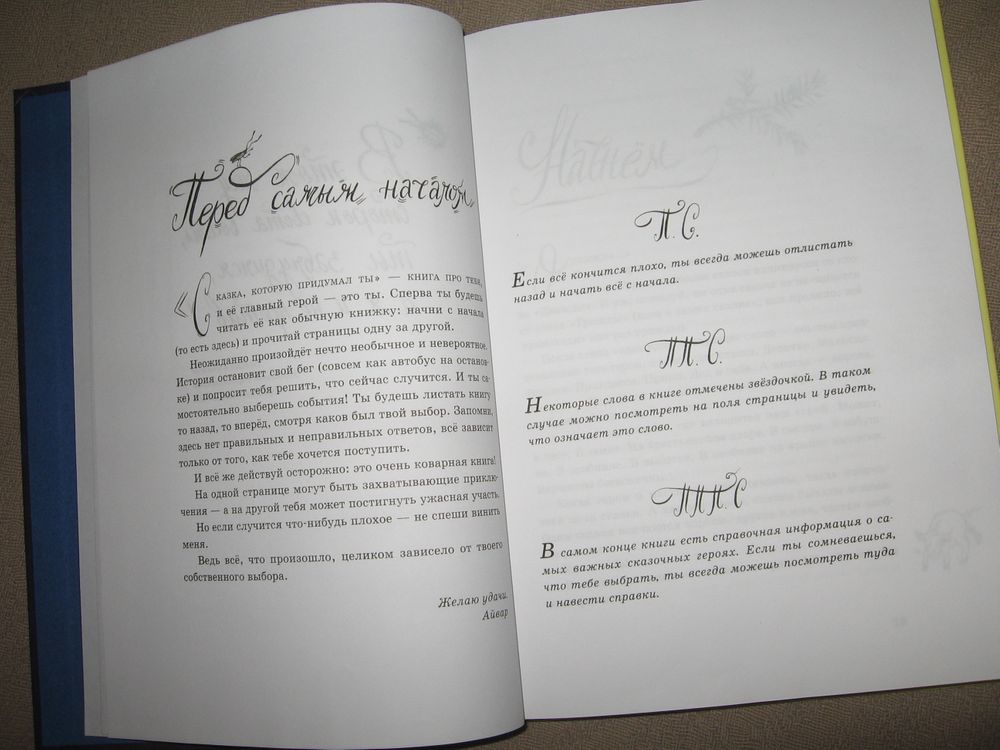 Перед самым началом
«Сказка, которую придумал ты» — книга про тебя,
и её главный герой — это ты. Сперва ты будешь
читать её как обычную книжку: начни с начала
(то есть здесь) и прочитай страницы одну за другой.
Неожиданно произойдёт нечто необычное и невероятное.
История остановит свой бег (совсем как автобус на останов-
ке) и попросит тебя решить, что сейчас случится. И ты са-
мостоятельно выберешь события! Ты будешь листать книгу
то назад, то вперёд, смотря каков был твой выбор. Запомни,
здесь нет правильных и неправильных ответов, всё зависит
только от того, как тебе хочется поступить.
И всё же действуй осторожно: это очень коварная книга!
На одной странице могут быть захватывающие приклю-
чения — а на другой тебя может постигнуть ужасная участь.
Но если случится что-нибудь плохое — не спеши винить
меня.
Ведь всё, что произошло, целиком зависело от твоего
собственного выбора.
Желаю удачи.
Айвар
П. С.
Если всё кончится плохо, ты всегда можешь отлистать
назад и начать всё с начала.
ПП. С.
Некоторые слова в книге отмечены звёздочкой. В таком
случае можно посмотреть на поля страницы и увидеть,
что означает это слово.
ППП. С
В самом конце книги есть справочная информация о са-
мых важных сказочных героях. Если ты сомневаешься,
что тебе выбрать, ты всегда можешь посмотреть туда
и навести справки.
Начнём